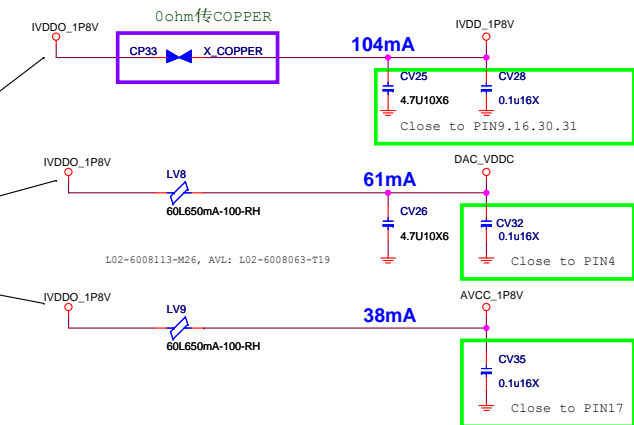 0ohm传COPPER
IVDDO_1P8V
IVDD_1P8V
CP33
X_COPPER
104mA
CV25
4.7U10X6
CV28
0.1u16X
Close to PIN9.16.30.31
IVDDO_1P8V
DAC_VDDC
LV8
61mA
60L650mA-100-RH
CV26
4.7U10X6
CV32
0.1u16X
L02-6008113-M26, AVL: L02-6008063-T19
Close to PIN4
IVDDO_1P8V
AVCC_1P8V
LV9
38mA
60L650mA-100-RH
CV35
0.1u16X
Close to PIN17